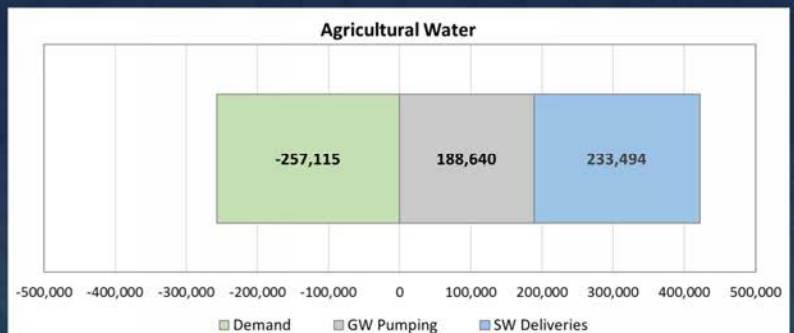 Agricultural Water
-257,115 188,640 233,494
-500,000 -400,000 -300,000 -200,000 -100,000 0 100,000 200,000 300,000 400,000 500,000
Demand GW Pumping SW Deliveries